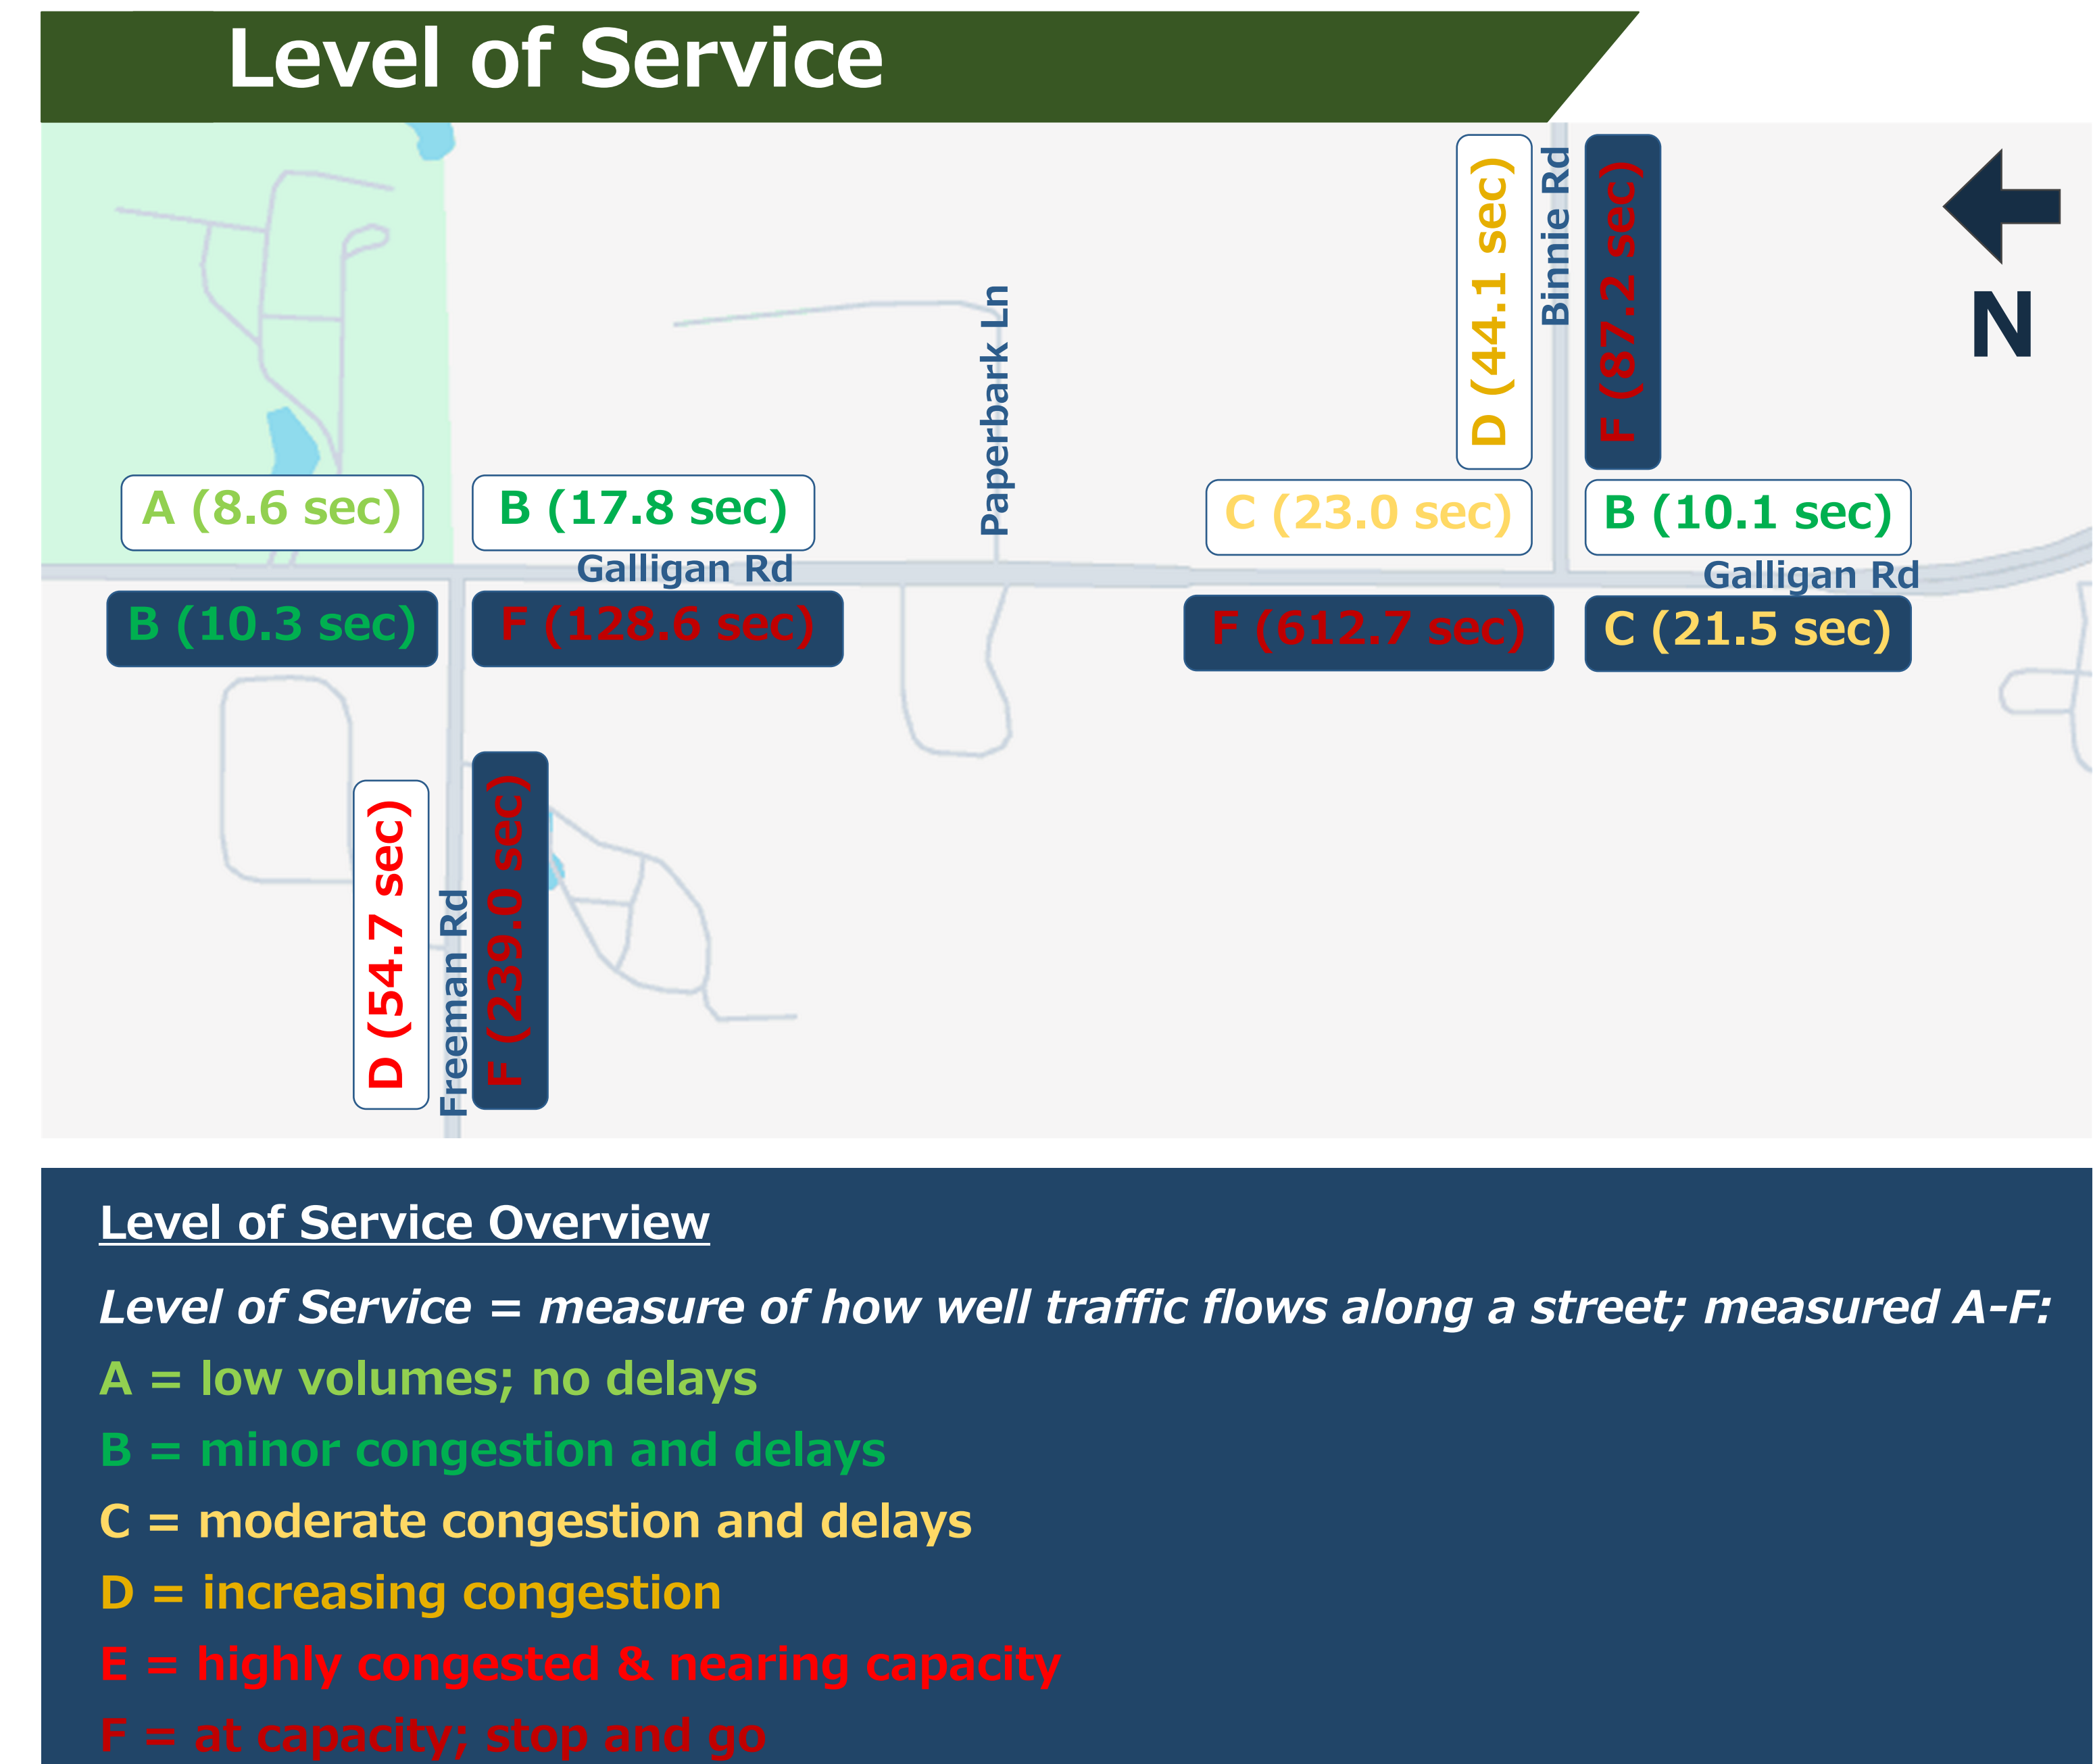 Level of Service
D (44.1 sec)
Binnie Rd
F (87.2 sec)
N
Paperbark Ln
A (8.6 sec)
B (17.8 sec)
C (23.0 sec)
B (10.1 sec)
Galligan Rd
Galligan Rd
B (10.3 sec)
F (128.6 sec)
F (612.7 sec)
C (21.5 sec)
D (54.7 sec)
Freeman Rd
F (239.0 sec)
Level of Service Overview
Level of Service = measure of how well traffic flows along a street; measured A-F:
A = low volumes; no delays
B = minor congestion and delays
C = moderate congestion and delays
D = increasing congestion
E = highly congested & nearing capacity
F = at capacity; stop and go